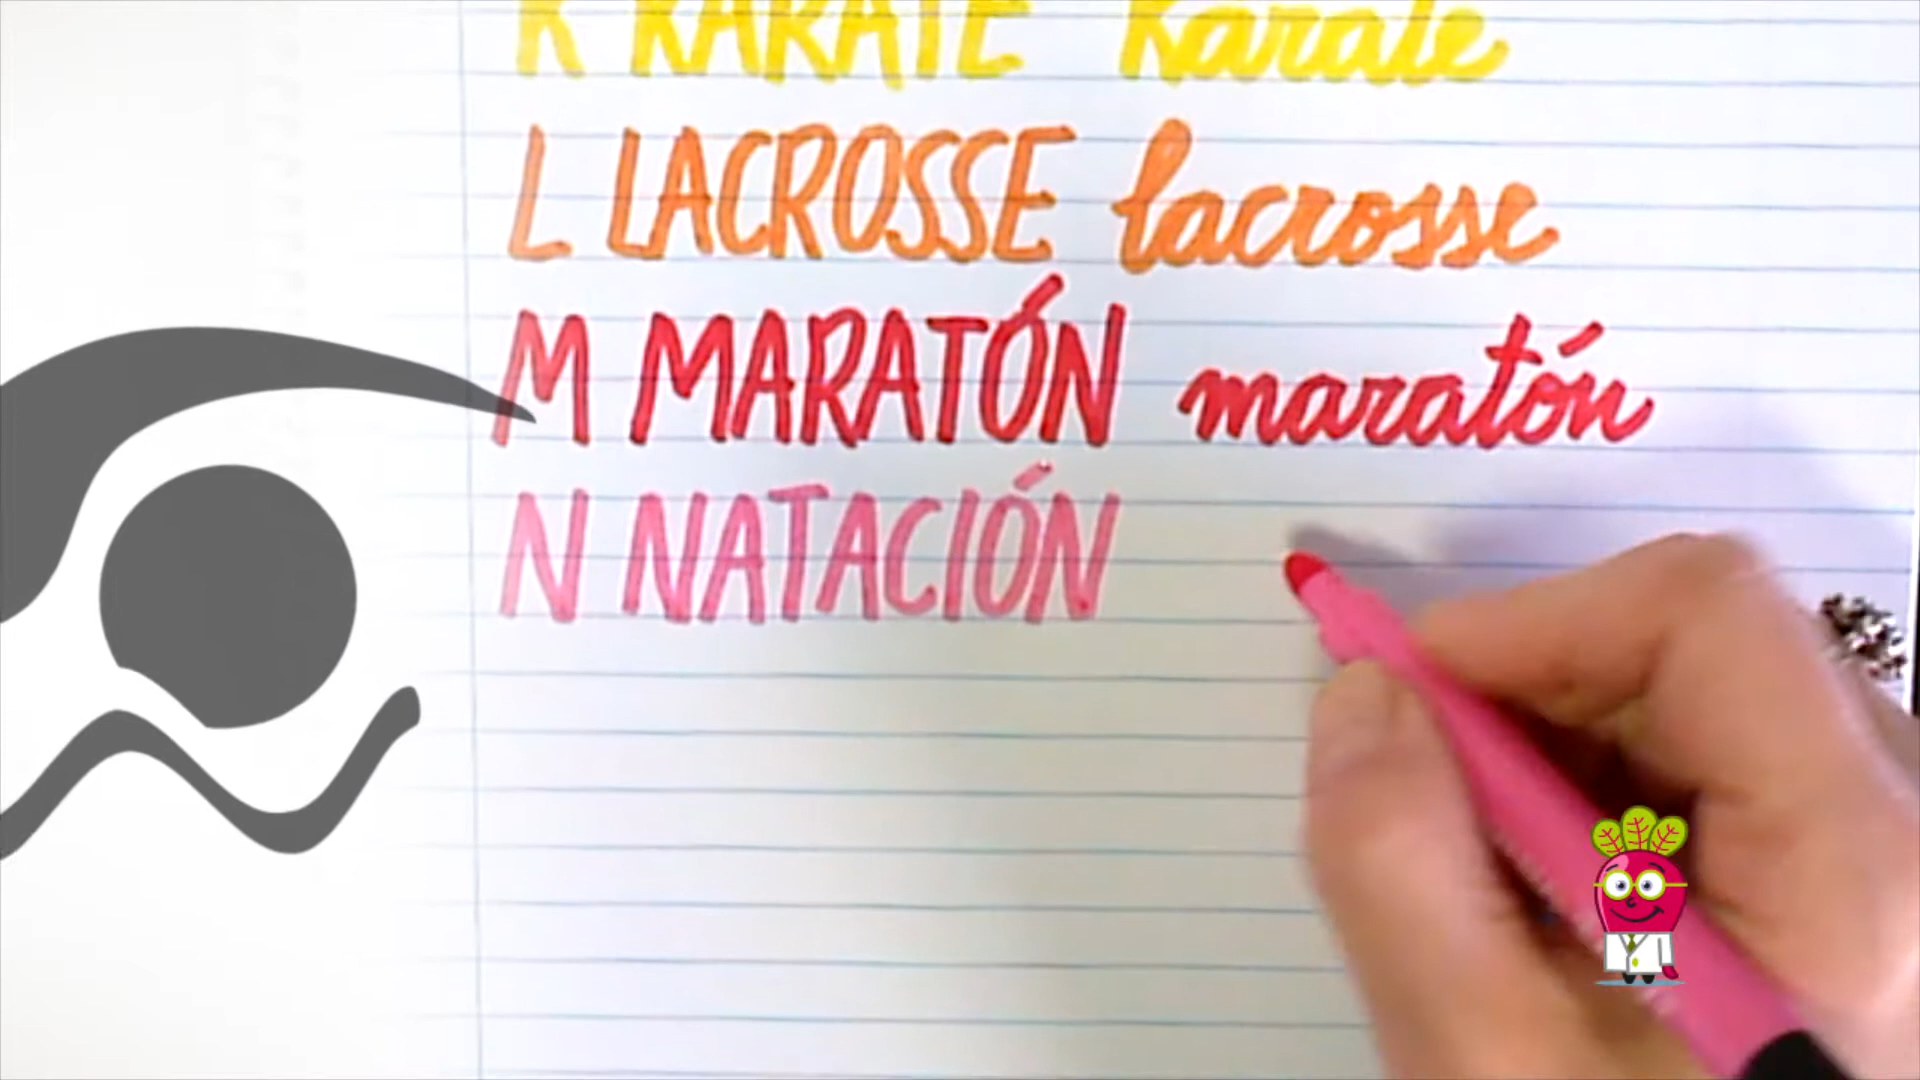 K KARATE karate
L LACROSSE lacrosse
M MARATÓN maratón
N NATACIÓN